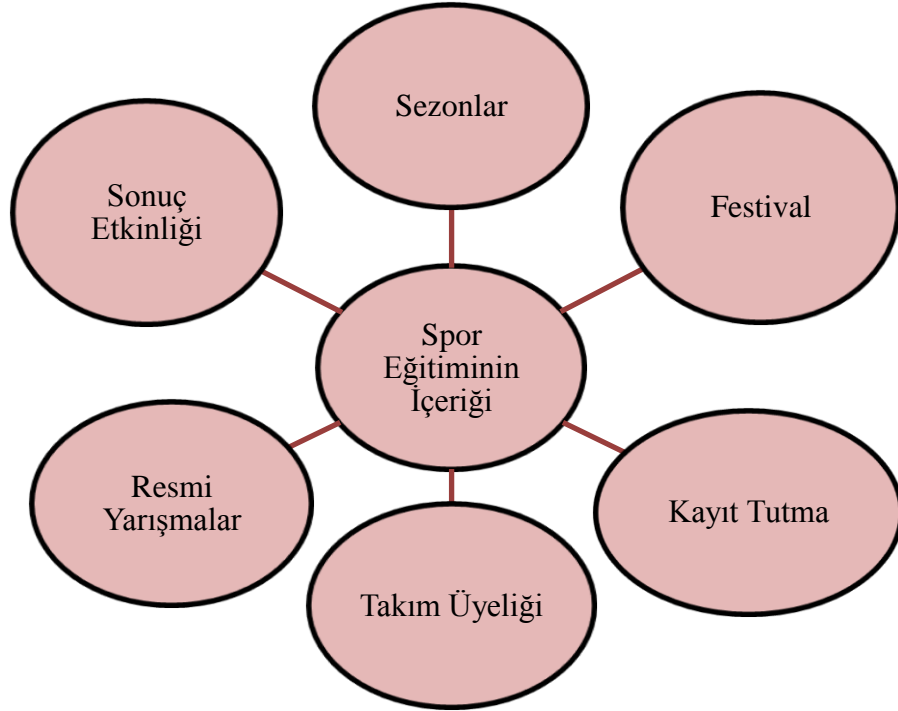 Sezonlar
Festival
Sonuç
Etkinliği
Spor
Eğitiminin
İçeriği
Resmi
Yarışmalar
Kayıt Tutma
Takım Üyeliği